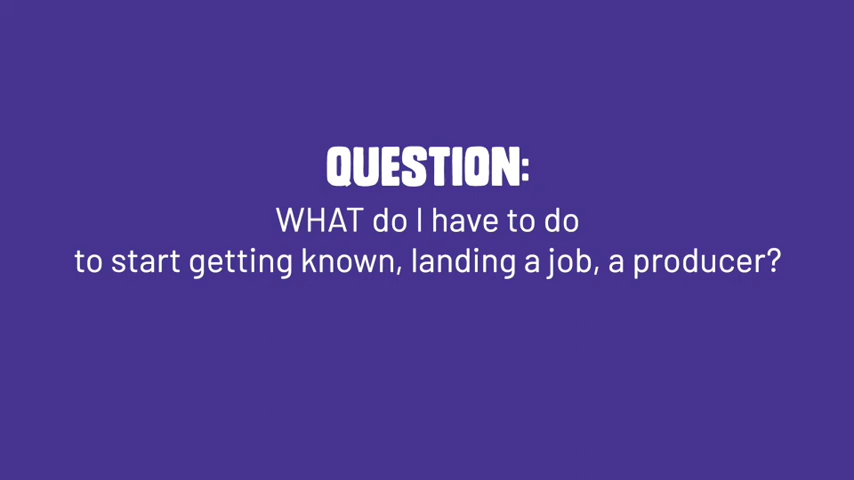 QUESTION:
WHAT do I have to do
to start getting known, landing a job, a producer?